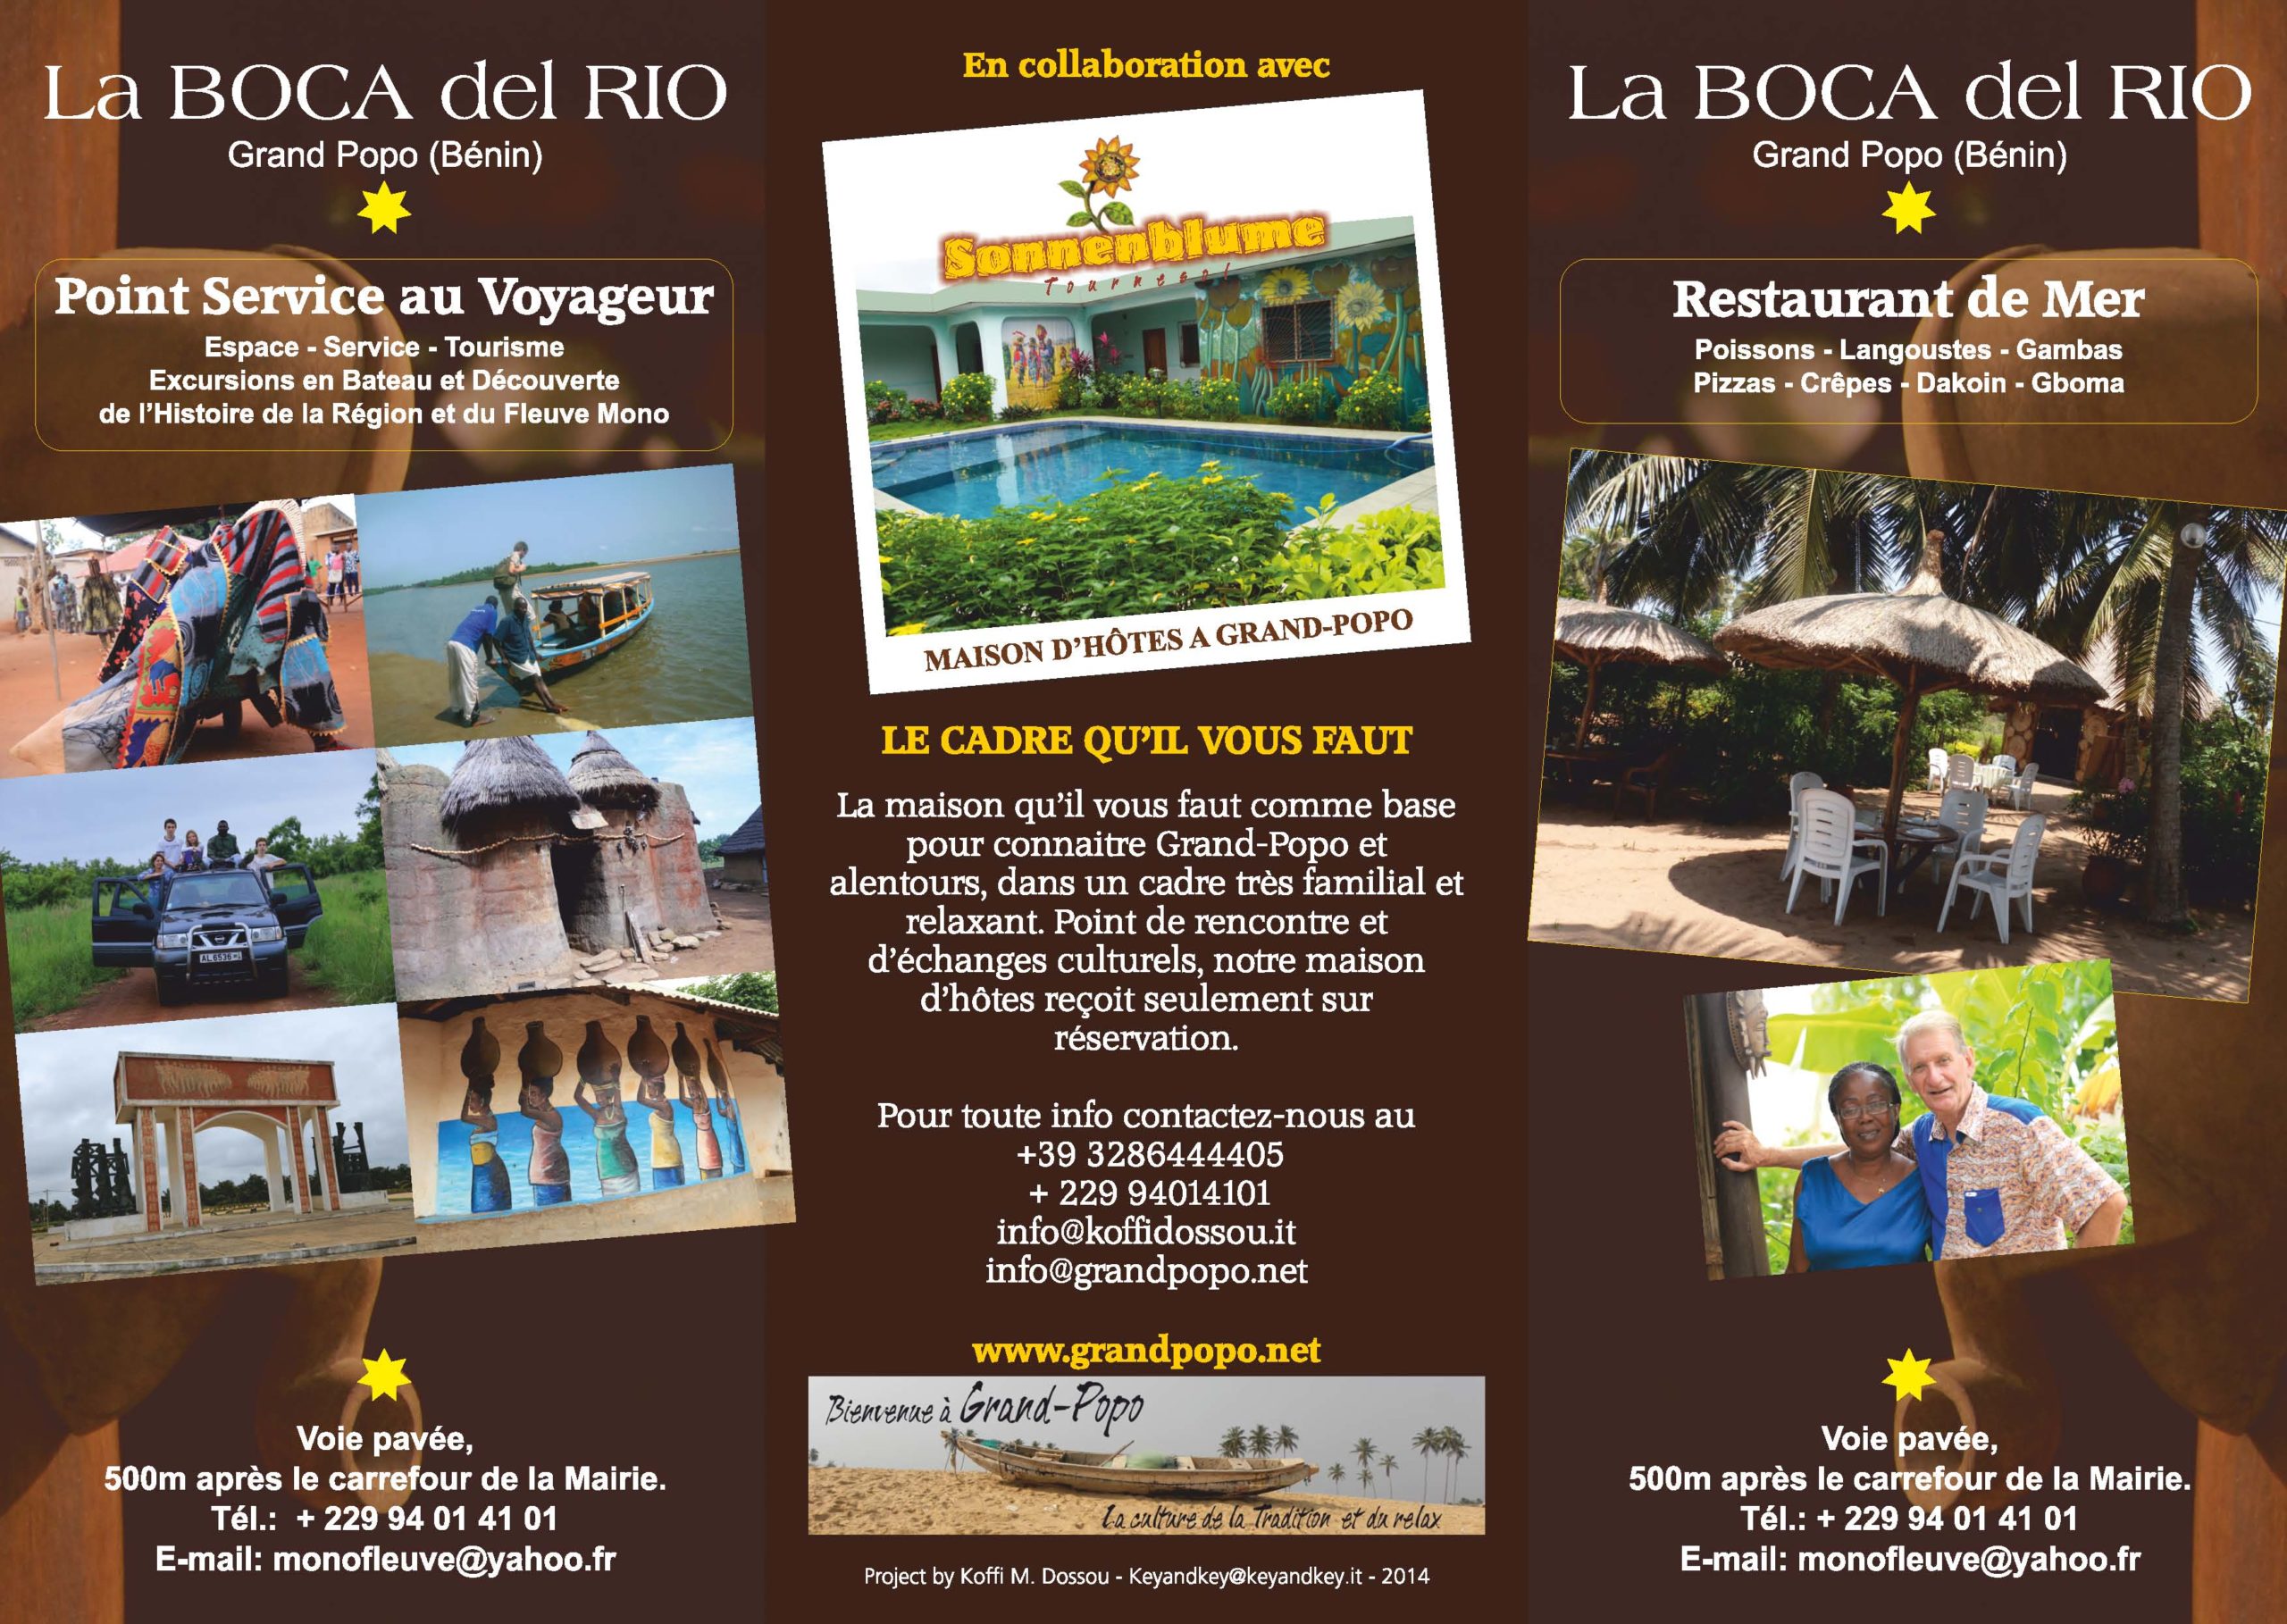 La BOCA del RIO
Grand Popo (Bénin)
Point Service au Voyageur
Espace - Service - Tourisme
Excursions en Bateau et Découverte
de l'Histoire de la Région et du Fleuve Mono
Voie pavée,
500m après le carrefour de la Mairie.
Tél.: + 229 94 01 41 01
E-mail: monofleuve@yahoo.fr
En collaboration avec
Sonnenblume
Tournesol
MAISON D'HÔTES A GRAND-POPO
LE CADRE QU'IL VOUS FAUT
La maison qu'il vous faut comme base
pour connaitre Grand-Popo et
alentours, dans un cadre très familial et
relaxant. Point de rencontre et
d'échanges culturels, notre maison
d'hôtes reçoit seulement sur
réservation.
Pour toute info contactez-nous au
+39 3286444405
+ 229 94014101
info@koffidossou.it
info@grandpopo.net
www.grandpopo.net
Bienvenue à Grand-Popo
La culture de la Tradition et du relax
Project by Koffi M. Dossou - Keyandkey@keyandkey.it - 2014
La BOCA del RIO
Grand Popo (Bénin)
Restaurant de Mer
Poissons - Langoustes - Gambas
Pizzas - Crêpes - Dakoin - Gboma
Voie pavée,
500m après le carrefour de la Mairie.
Tél.: + 229 94 01 41 01
E-mail: monofleuve@yahoo.fr